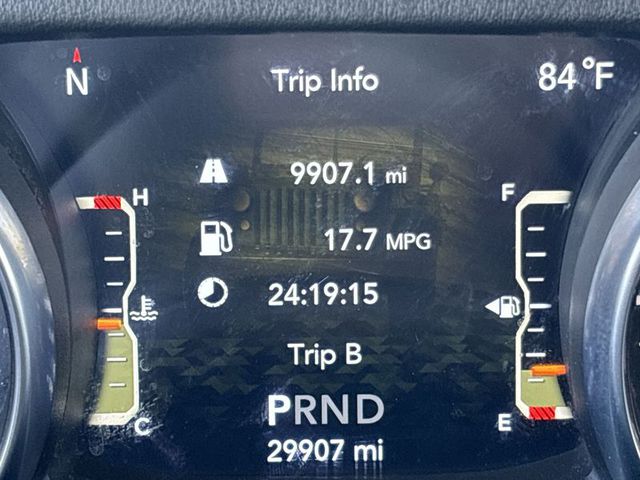 N
Trip Info
84°F
9907.1 mi
H
F
17.7 MPG
24:19:15
Trip B
PRND
C
E
29907 mi